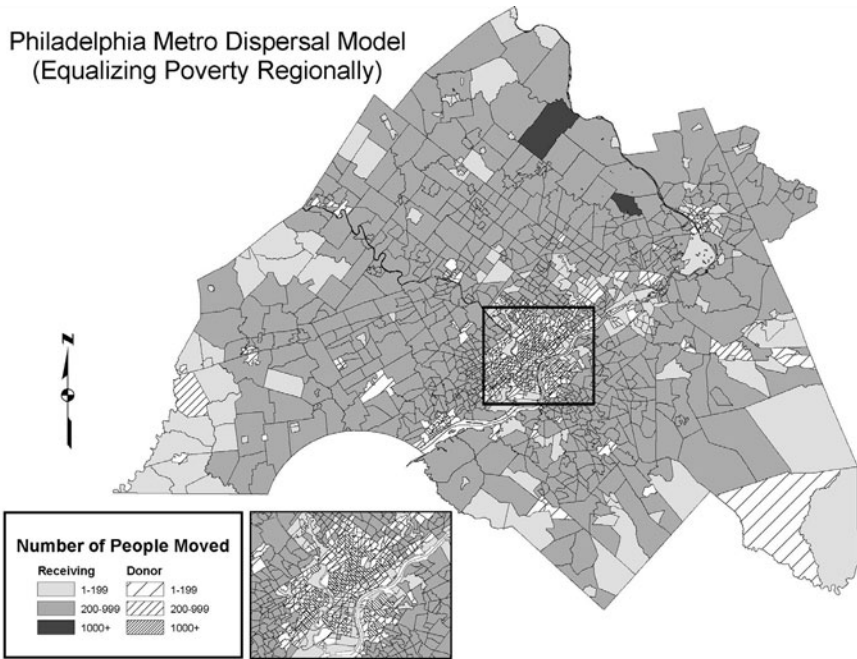 Philadelphia Metro Dispersal Model
(Equalizing Poverty Regionally)
N
Number of People Moved
Receiving Donor
1-199 1-199
200-999 200-999
1000+ 1000+